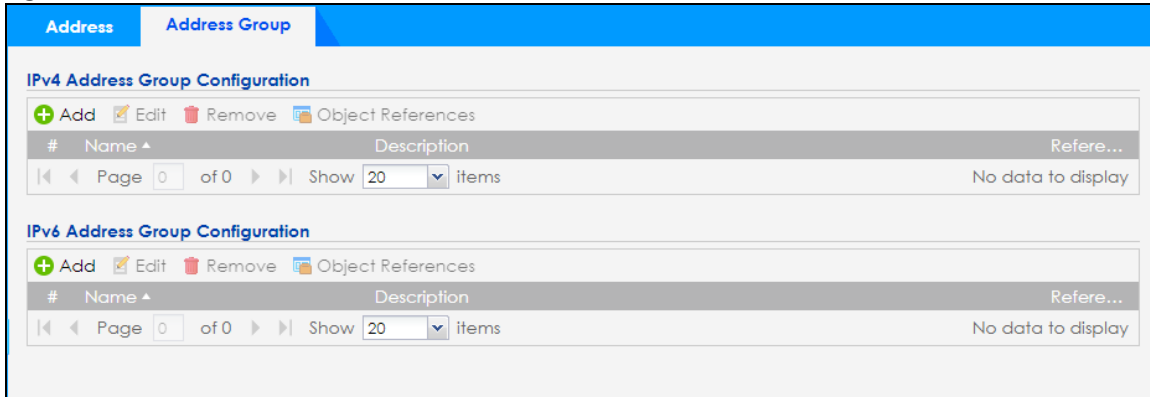 Address Address Group
IPv4 Address Group Configuration
Add Edit Remove Object References
# Name Description Refere...
Page 0 of 0 Show 20 items No data to display
IPv6 Address Group Configuration
Add Edit Remove Object References
# Name Description Refere...
Page 0 of 0 Show 20 items No data to display